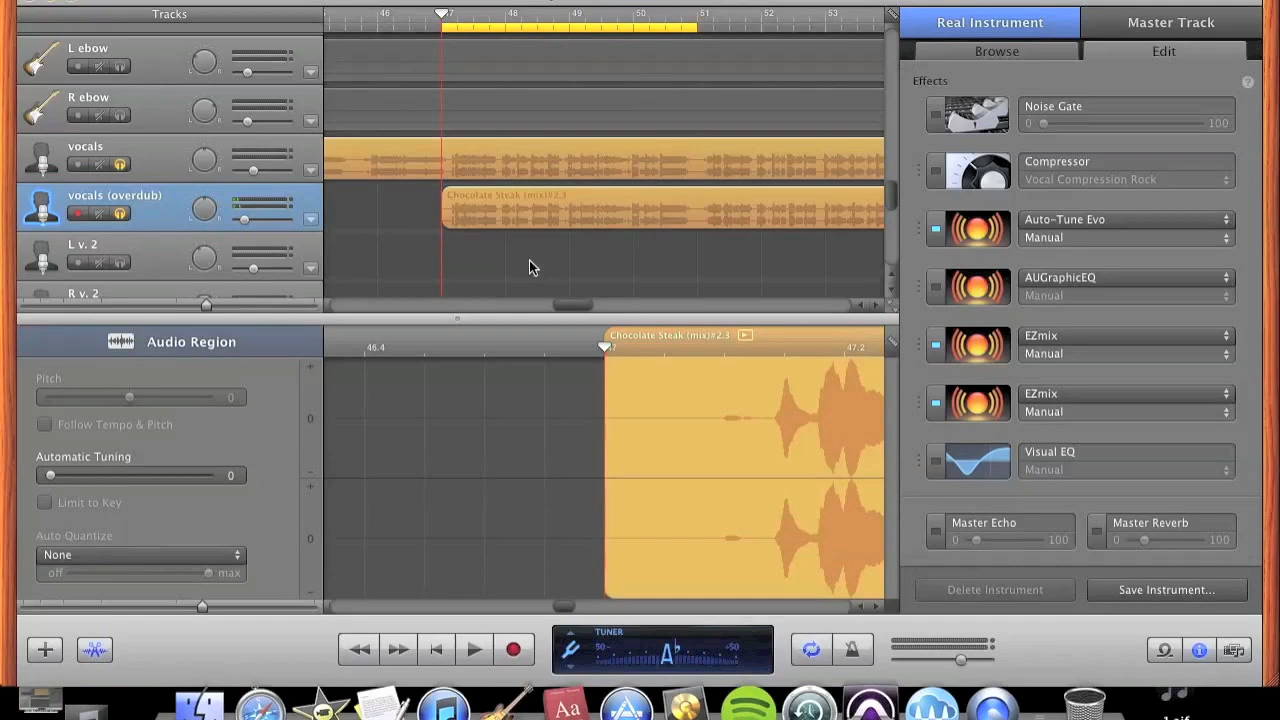 Tracks
46
47
48
49
50
51
52
53
Real Instrument
Master Track
Browse
Edit
L ebow
L R
R ebow
L R
vocals
vocals (overdub)
Chocolate Steak (mix)#2.3
L v. 2
R v. 2
Effects
?
Noise Gate
0 100
Compressor
Vocal Compression Rock
Auto-Tune Evo
Manual
AUGraphicEQ
Manual
EZmix
Manual
EZmix
Manual
Visual EQ
Manual
Master Echo
0 100
Master Reverb
0 100
Delete Instrument
Save Instrument...
Audio Region
Chocolate Steak (mix)#2.3
46.4
47.2
Pitch
0
Follow Tempo & Pitch
Automatic Tuning
0
Limit to Key
Auto Quantize
None
off max
+
0
-
+
0
-
TUNER
50- A♭ +50
Aa